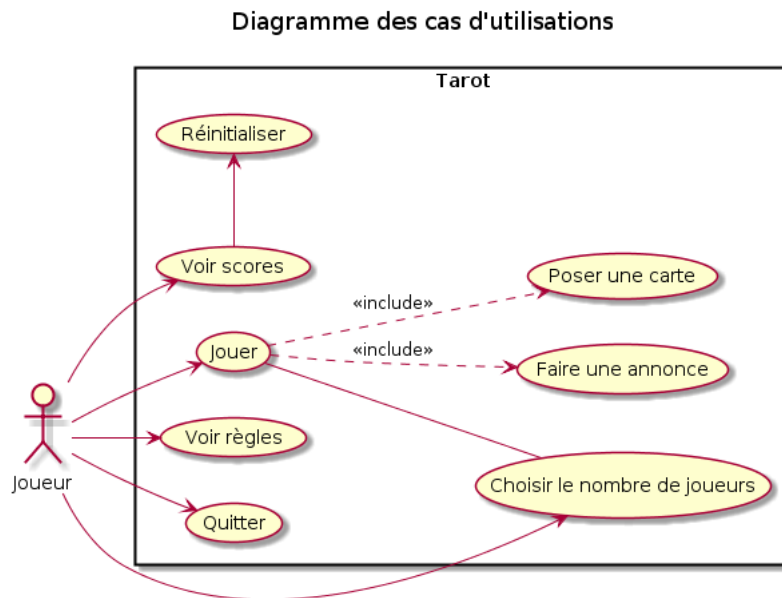 Diagramme des cas d'utilisations
Tarot
Réinitialiser
Voir scores
Poser une carte
«include»
Jouer
«include»
Faire une annonce
Voir règles
Joueur
Choisir le nombre de joueurs
Quitter